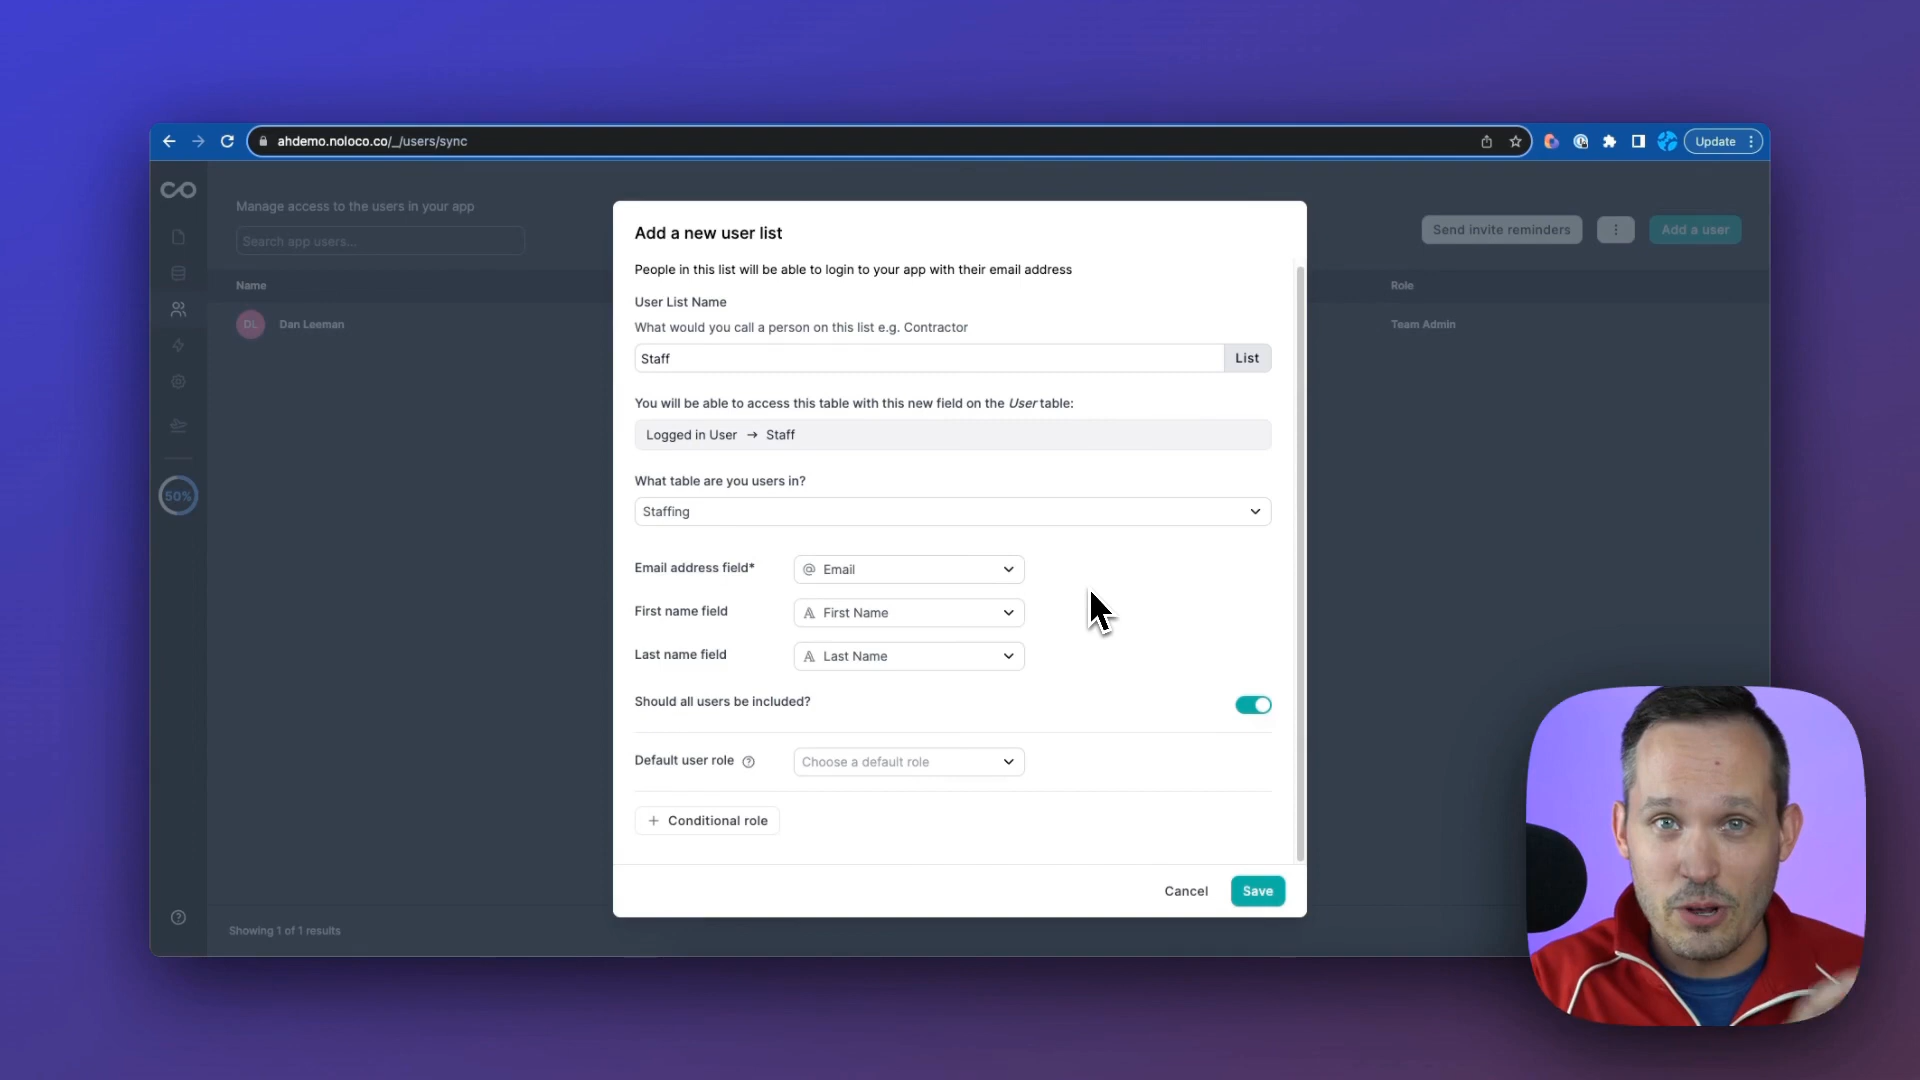 ahdemo.noloco.co/_/users/sync
Update
Manage access to the users in your app
Search app users...
Send invite reminders
Add a user
Name
Role
DL
Dan Leeman
Team Admin
50%
Showing 1 of 1 results
Add a new user list
People in this list will be able to login to your app with their email address
User List Name
What would you call a person on this list e.g. Contractor
Staff
List
You will be able to access this table with this new field on the User table:
Logged in User → Staff
What table are you users in?
Staffing
Email address field*
@ Email
First name field
A First Name
Last name field
A Last Name
Should all users be included?
Default user role
Choose a default role
+ Conditional role
Cancel
Save